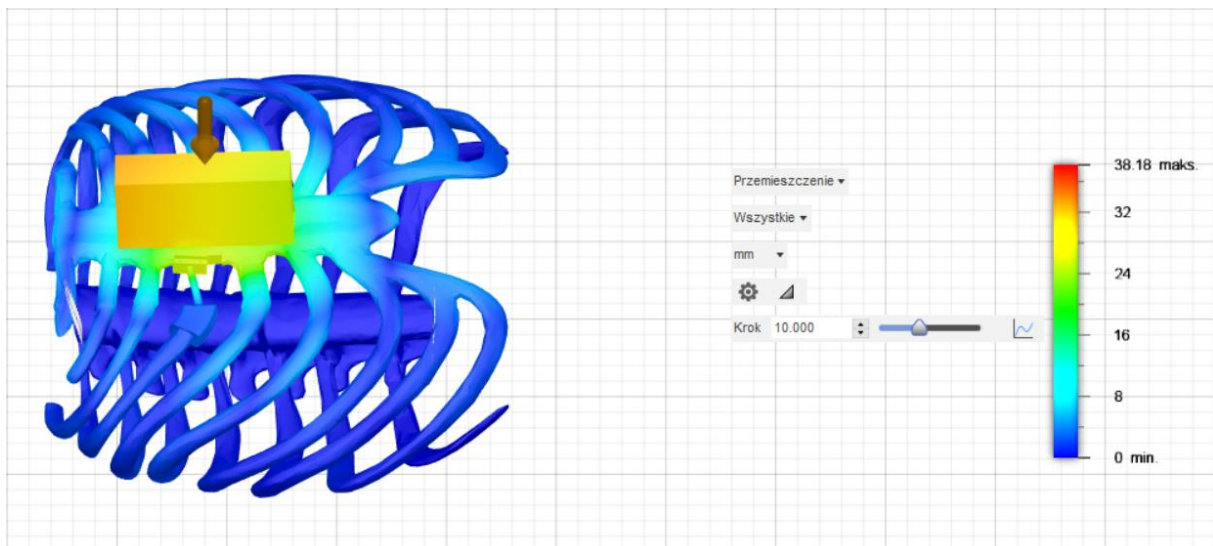 38.18 maks.
Przemieszczenie
32
Wszystkie
mm
24
Krok 10.000
16
8
0 min.